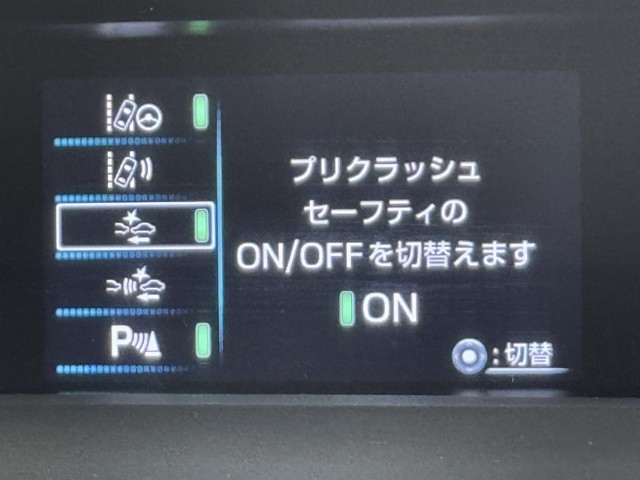 プリクラッシュ
セーフティの
ON/OFFを切替えます
ON
P
:切替